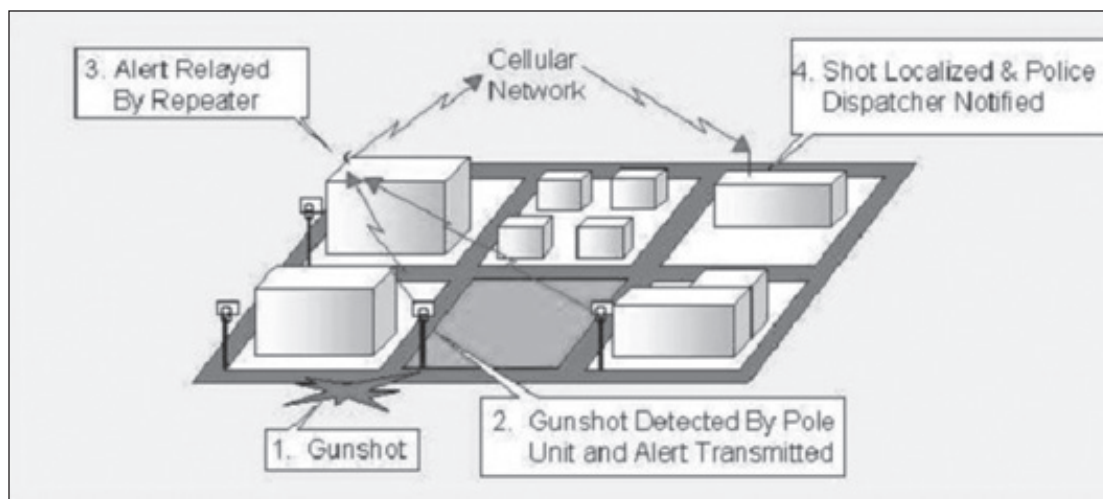 3. Alert Relayed
By Repeater
Cellular
Network
4. Shot Localized & Police
Dispatcher Notified
1. Gunshot
2. Gunshot Detected By Pole
Unit and Alert Transmitted